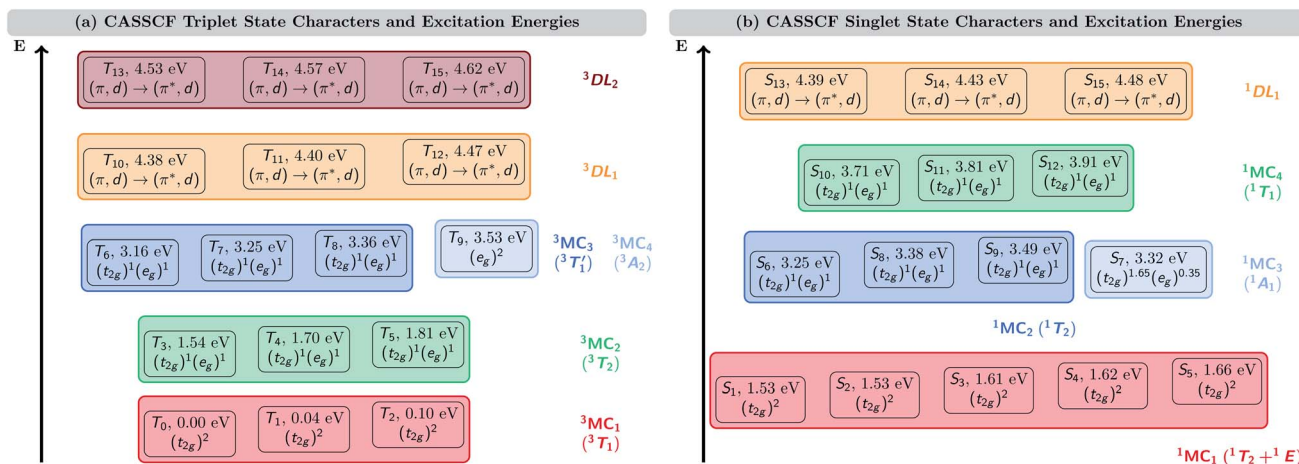 (a) CASSCF Triplet State Characters and Excitation Energies
E
T₁₃, 4.53 eV
(π, d) → (π*, d)
T₁₄, 4.57 eV
(π, d) → (π*, d)
T₁₅, 4.62 eV
(π, d) → (π*, d)
³DL₂
T₁₀, 4.38 eV
(π, d) → (π*, d)
T₁₁, 4.40 eV
(π, d) → (π*, d)
T₁₂, 4.47 eV
(π, d) → (π*, d)
³DL₁
T₆, 3.16 eV
(t₂g)¹(eg)¹
T₇, 3.25 eV
(t₂g)¹(eg)¹
T₈, 3.36 eV
(t₂g)¹(eg)¹
T₉, 3.53 eV
(eg)²
³MC₃
(³T₁′)
³MC₄
(³A₂)
T₃, 1.54 eV
(t₂g)¹(eg)¹
T₄, 1.70 eV
(t₂g)¹(eg)¹
T₅, 1.81 eV
(t₂g)¹(eg)¹
³MC₂
(³T₂)
T₀, 0.00 eV
(t₂g)²
T₁, 0.04 eV
(t₂g)²
T₂, 0.10 eV
(t₂g)²
³MC₁
(³T₁)
(b) CASSCF Singlet State Characters and Excitation Energies
E
S₁₃, 4.39 eV
(π, d) → (π*, d)
S₁₄, 4.43 eV
(π, d) → (π*, d)
S₁₅, 4.48 eV
(π, d) → (π*, d)
¹DL₁
S₁₀, 3.71 eV
(t₂g)¹(eg)¹
S₁₁, 3.81 eV
(t₂g)¹(eg)¹
S₁₂, 3.91 eV
(t₂g)¹(eg)¹
¹MC₄
(¹T₁)
S₆, 3.25 eV
(t₂g)¹(eg)¹
S₈, 3.38 eV
(t₂g)¹(eg)¹
S₉, 3.49 eV
(t₂g)¹(eg)¹
S₇, 3.32 eV
(t₂g)¹·⁶⁵(eg)⁰·³⁵
¹MC₃
(¹A₁)
¹MC₂ (¹T₂)
S₁, 1.53 eV
(t₂g)²
S₂, 1.53 eV
(t₂g)²
S₃, 1.61 eV
(t₂g)²
S₄, 1.62 eV
(t₂g)²
S₅, 1.66 eV
(t₂g)²
¹MC₁ (¹T₂ +¹ E)